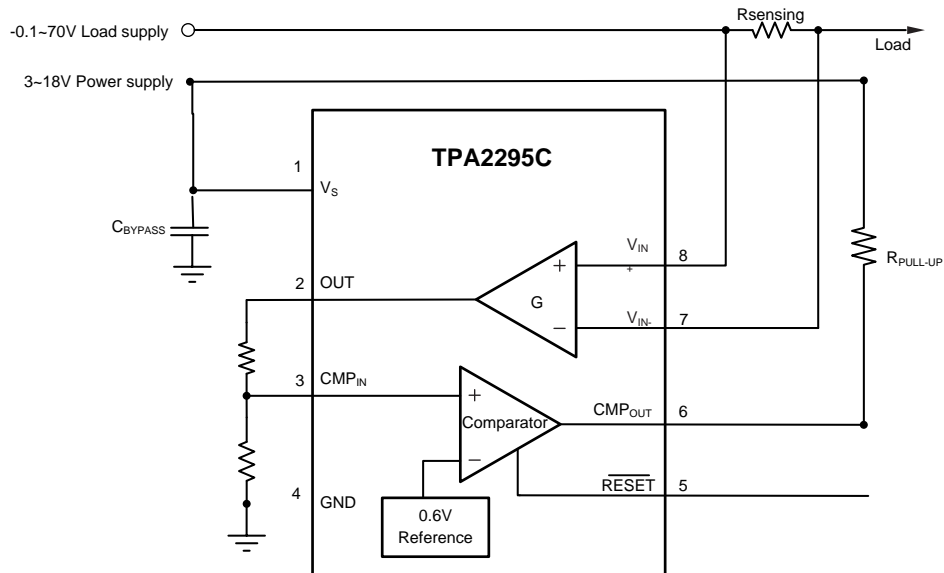 Rsensing
-0.1~70V Load supply
Load
3~18V Power supply
TPA2295C
1
VS
CBYPASS
VIN
+
8
RPULL-UP
2
OUT
+
G
−
VIN-
7
3
CMPIN
+
Comparator
CMPOUT
6
−
RESET
5
4
GND
0.6V
Reference